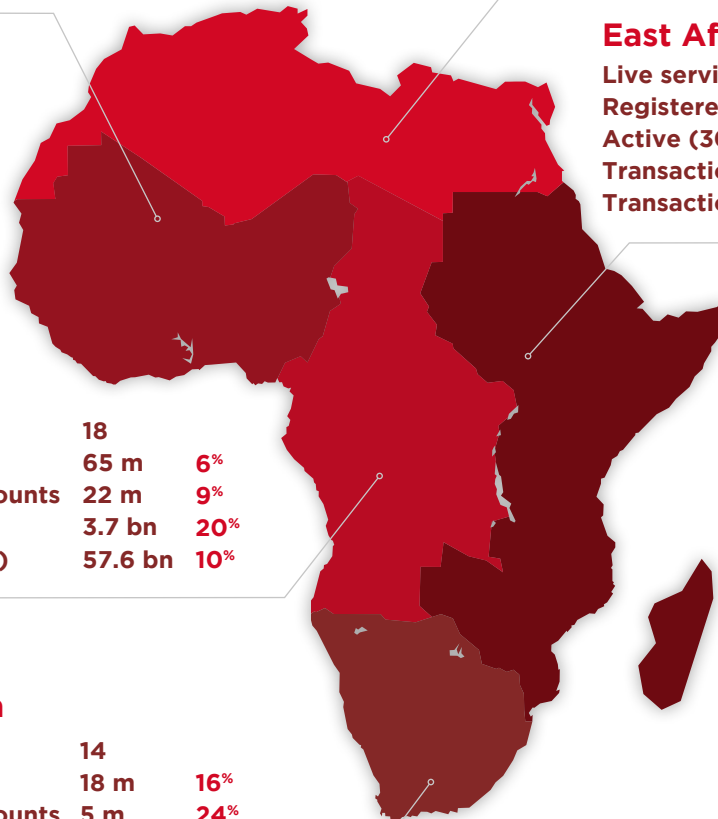 East Af
Live servi
Registere
Active (30
Transactio
Transactio
18
65 m 6%
ounts 22 m 9%
3.7 bn 20%
) 57.6 bn 10%
14
18 m 16%
ounts 5 m 24%